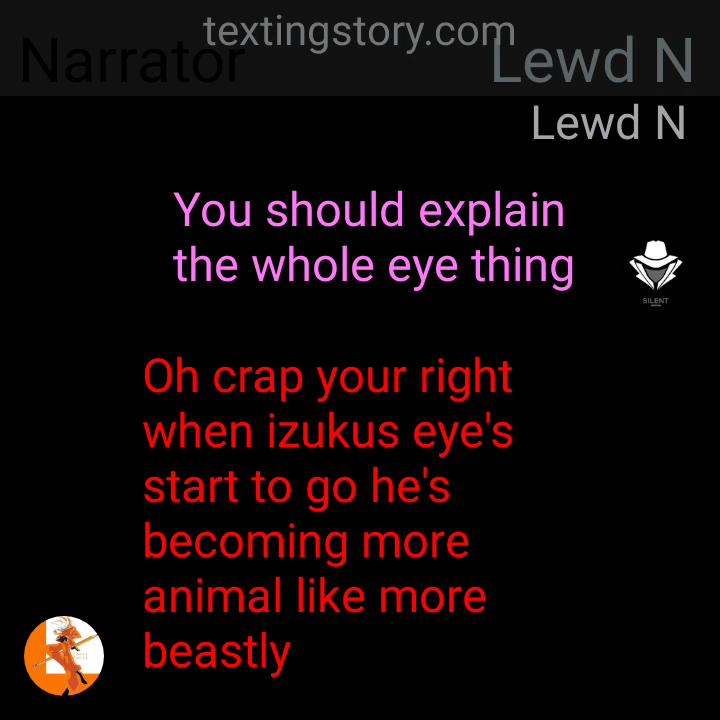 textingstory.com
Narrator
Lewd N
Lewd N
You should explain
the whole eye thing
SILENT
Oh crap your right
when izukus eye's
start to go he's
becoming more
animal like more
beastly